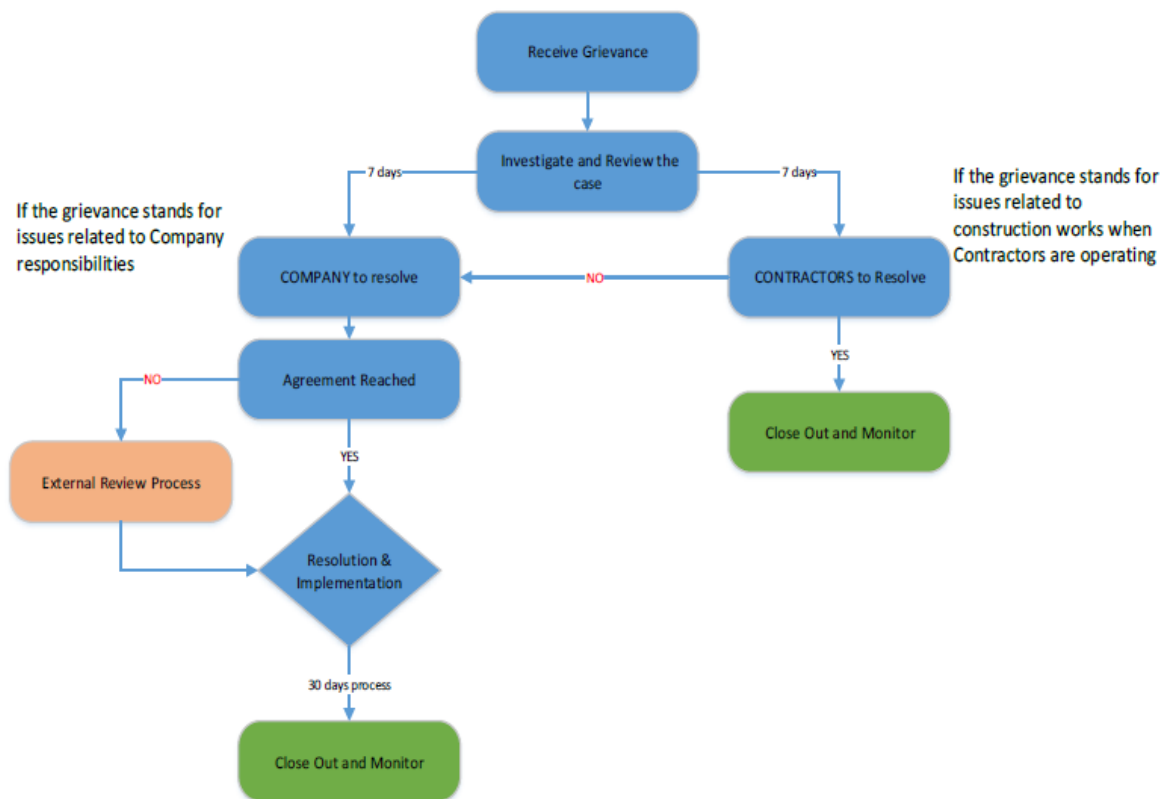 Receive Grievance
Investigate and Review the
case
7 days
7 days
If the grievance stands for
issues related to Company
responsibilities
If the grievance stands for
issues related to
construction works when
Contractors are operating
COMPANY to resolve
NO
CONTRACTORS to Resolve
YES
Agreement Reached
NO
Close Out and Monitor
YES
External Review Process
Resolution &
Implementation
30 days process
Close Out and Monitor